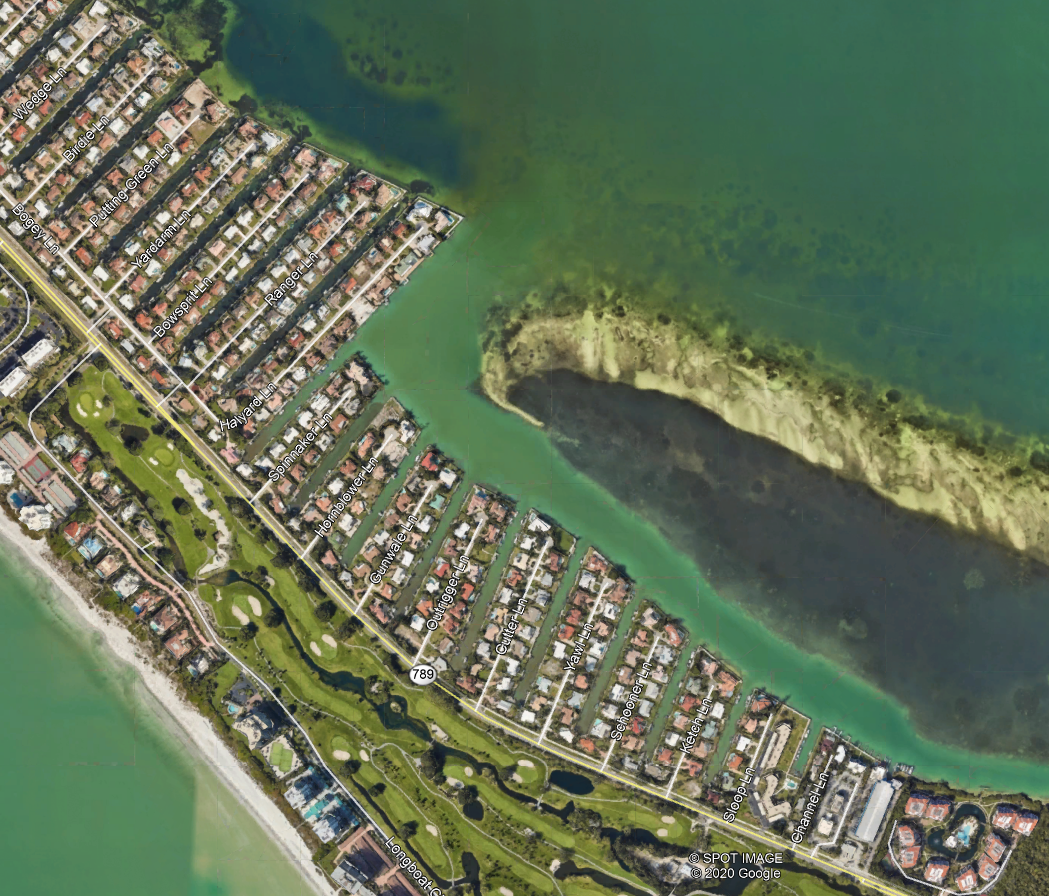 Wedge Ln
Birdie Ln
Putting Green Ln
Bogey Ln
Yardarm Ln
Bowsprit Ln
Ranger Ln
Halyard Ln
Spinnaker Ln
Hornblower Ln
Gunwale Ln
Outrigger Ln
Cutter Ln
Yawl Ln
789
Schooner Ln
Ketch Ln
Sloop Ln
Channel Ln
Longboat C
© SPOT IMAGE
© 2020 Google